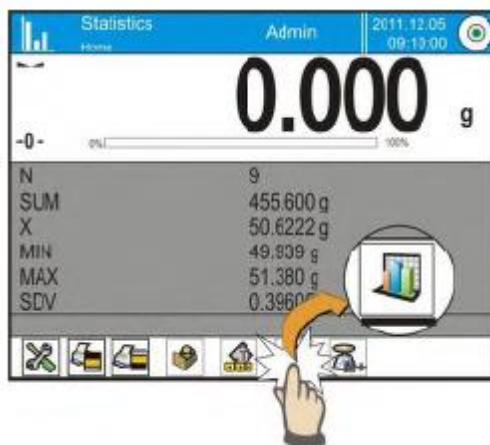 Statistics Admin 2011.12.05
Home 09:13:00
0.000 g
-0- 0% 100%
N 9
SUM 455.600 g
X 50.6222 g
MIN 49.939 g
MAX 51.380 g
SDV